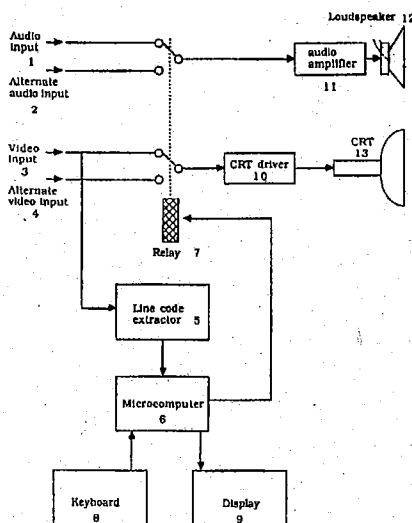 Loudspeaker 12
Audio
input
1
Alternate
audio input
2
audio
amplifier
11
Video
input
3
Alternate
video input
4
CRT driver
10
CRT
13
Relay 7
Line code
extractor 5
Microcomputer
6
Keyboard
8
Display
9